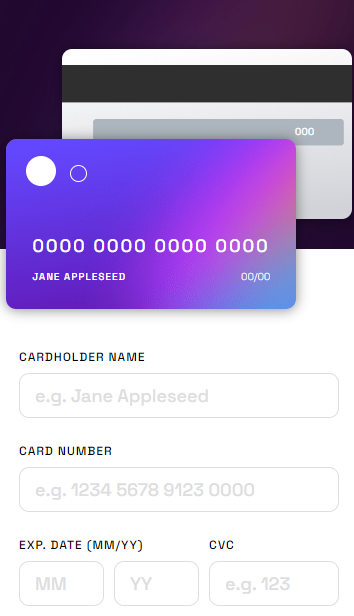 000
0000 0000 0000 0000
JANE APPLESEED 00/00
CARDHOLDER NAME
e.g. Jane Appleseed
CARD NUMBER
e.g. 1234 5678 9123 0000
EXP. DATE (MM/YY) CVC
MM YY e.g. 123